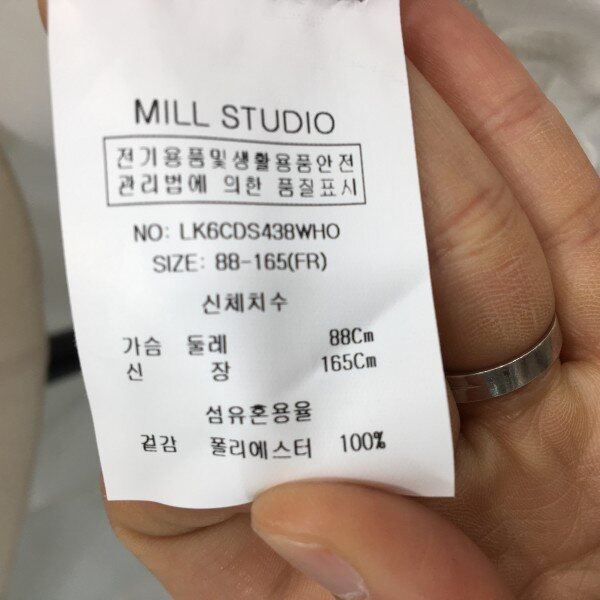 MILL STUDIO
전기용품및생활용품안전
관리법에 의한 품질표시
NO: LK6CDS438WHO
SIZE: 88-165(FR)
신체치수
가슴 둘레 88Cm
신 장 165Cm
섬유혼용율
겉감 폴리에스터 100%